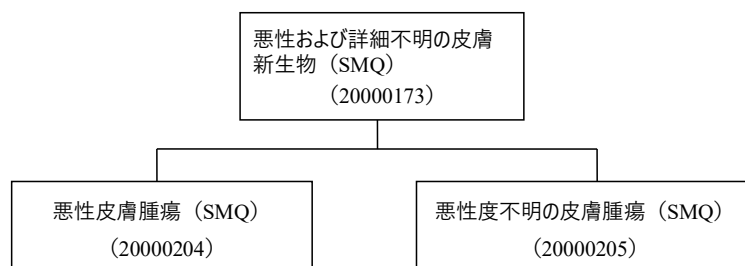 悪性および詳細不明の皮膚
新生物（SMQ）
（20000173）
悪性皮膚腫瘍（SMQ）
（20000204）
悪性度不明の皮膚腫瘍（SMQ）
（20000205）